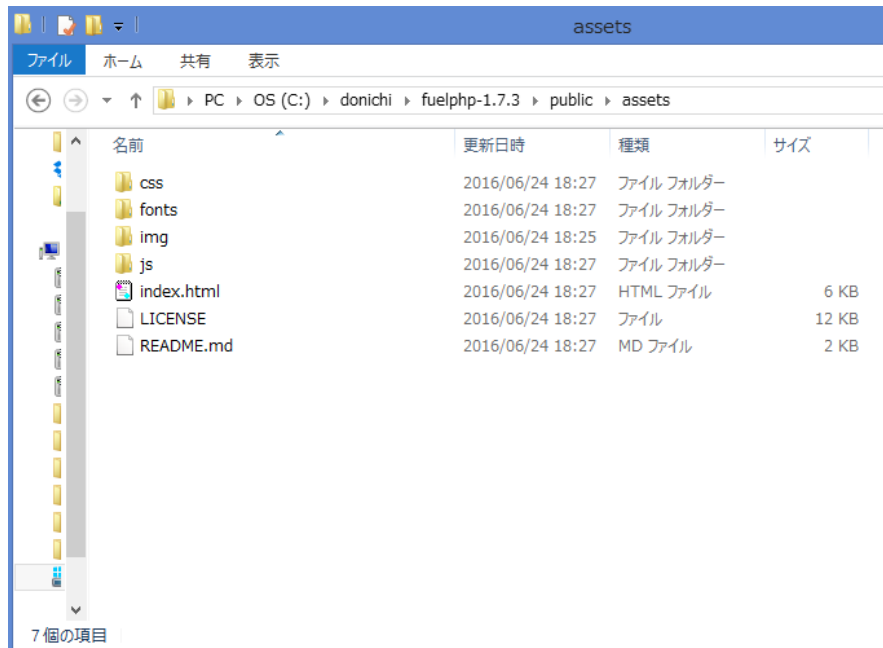 assets
ファイル ホーム 共有 表示
PC OS (C:) donichi fuelphp-1.7.3 public assets
名前 更新日時 種類 サイズ
css 2016/06/24 18:27 ファイル フォルダー
fonts 2016/06/24 18:27 ファイル フォルダー
img 2016/06/24 18:25 ファイル フォルダー
js 2016/06/24 18:27 ファイル フォルダー
index.html 2016/06/24 18:27 HTML ファイル 6 KB
LICENSE 2016/06/24 18:27 ファイル 12 KB
README.md 2016/06/24 18:27 MD ファイル 2 KB
7 個の項目